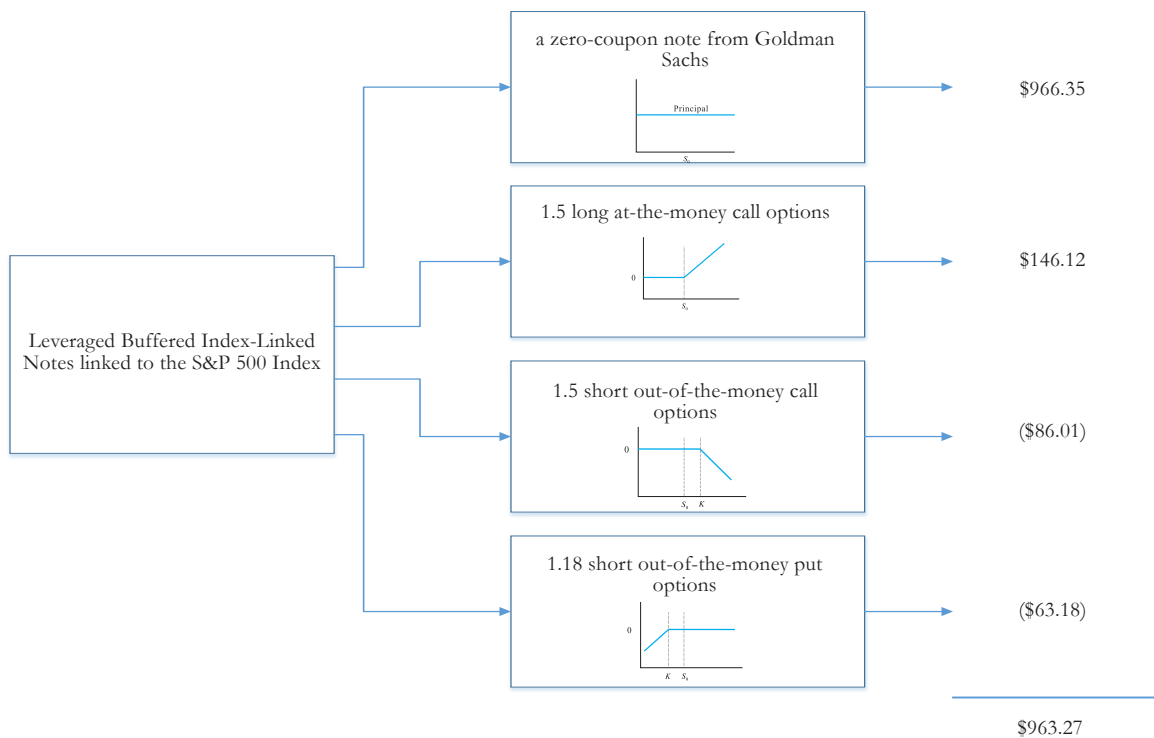 a zero-coupon note from Goldman
Sachs
Principal
S₀
$966.35
1.5 long at-the-money call options
0
S₀
$146.12
Leveraged Buffered Index-Linked
Notes linked to the S&P 500 Index
1.5 short out-of-the-money call
options
0
S₀ K
($86.01)
1.18 short out-of-the-money put
options
0
K S₀
($63.18)
$963.27